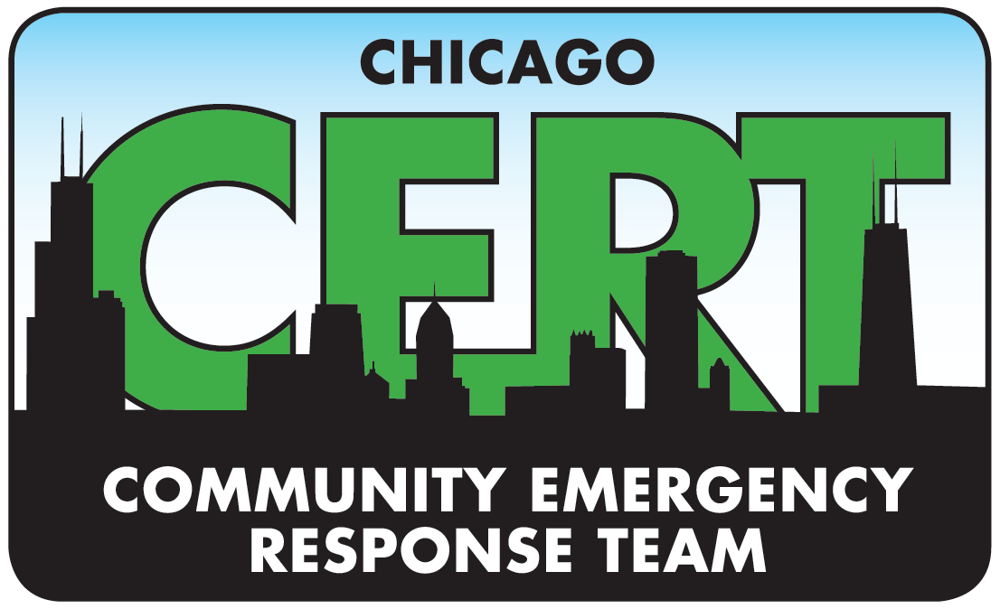 CHICAGO
CERT
COMMUNITY EMERGENCY
RESPONSE TEAM